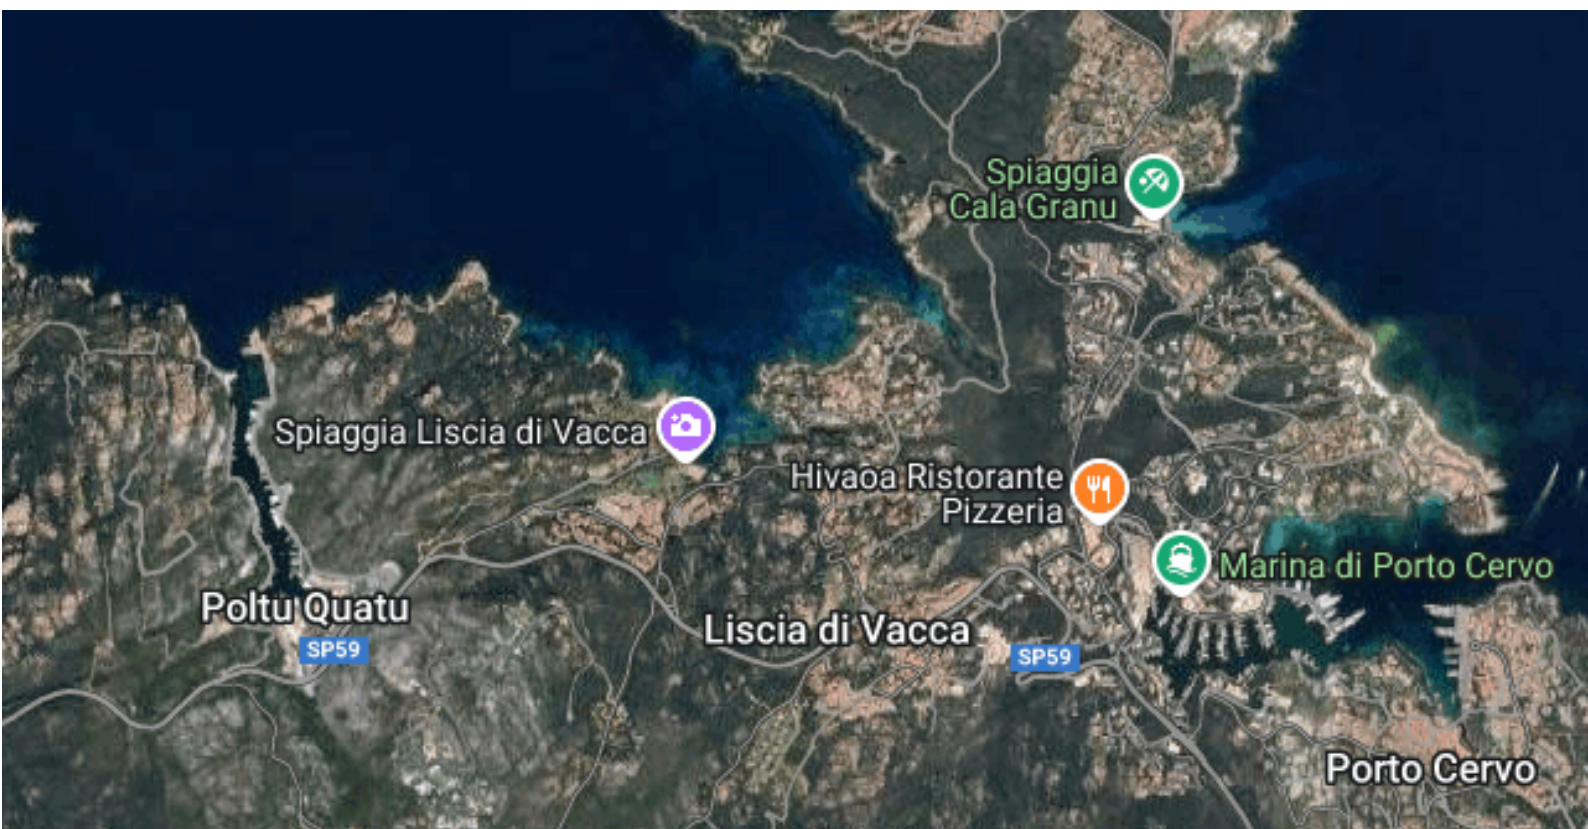 Spiaggia
Cala Granu
Spiaggia Liscia di Vacca
Hivaoa Ristorante
Pizzeria
Marina di Porto Cervo
Poltu Quatu
SP59
Liscia di Vacca
SP59
Porto Cervo